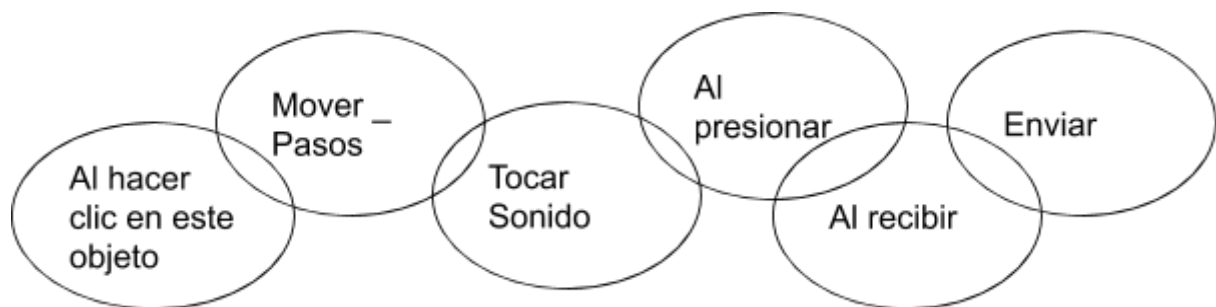 Al hacer
clic en este
objeto
Mover _
Pasos
Tocar
Sonido
Al
presionar
Al recibir
Enviar